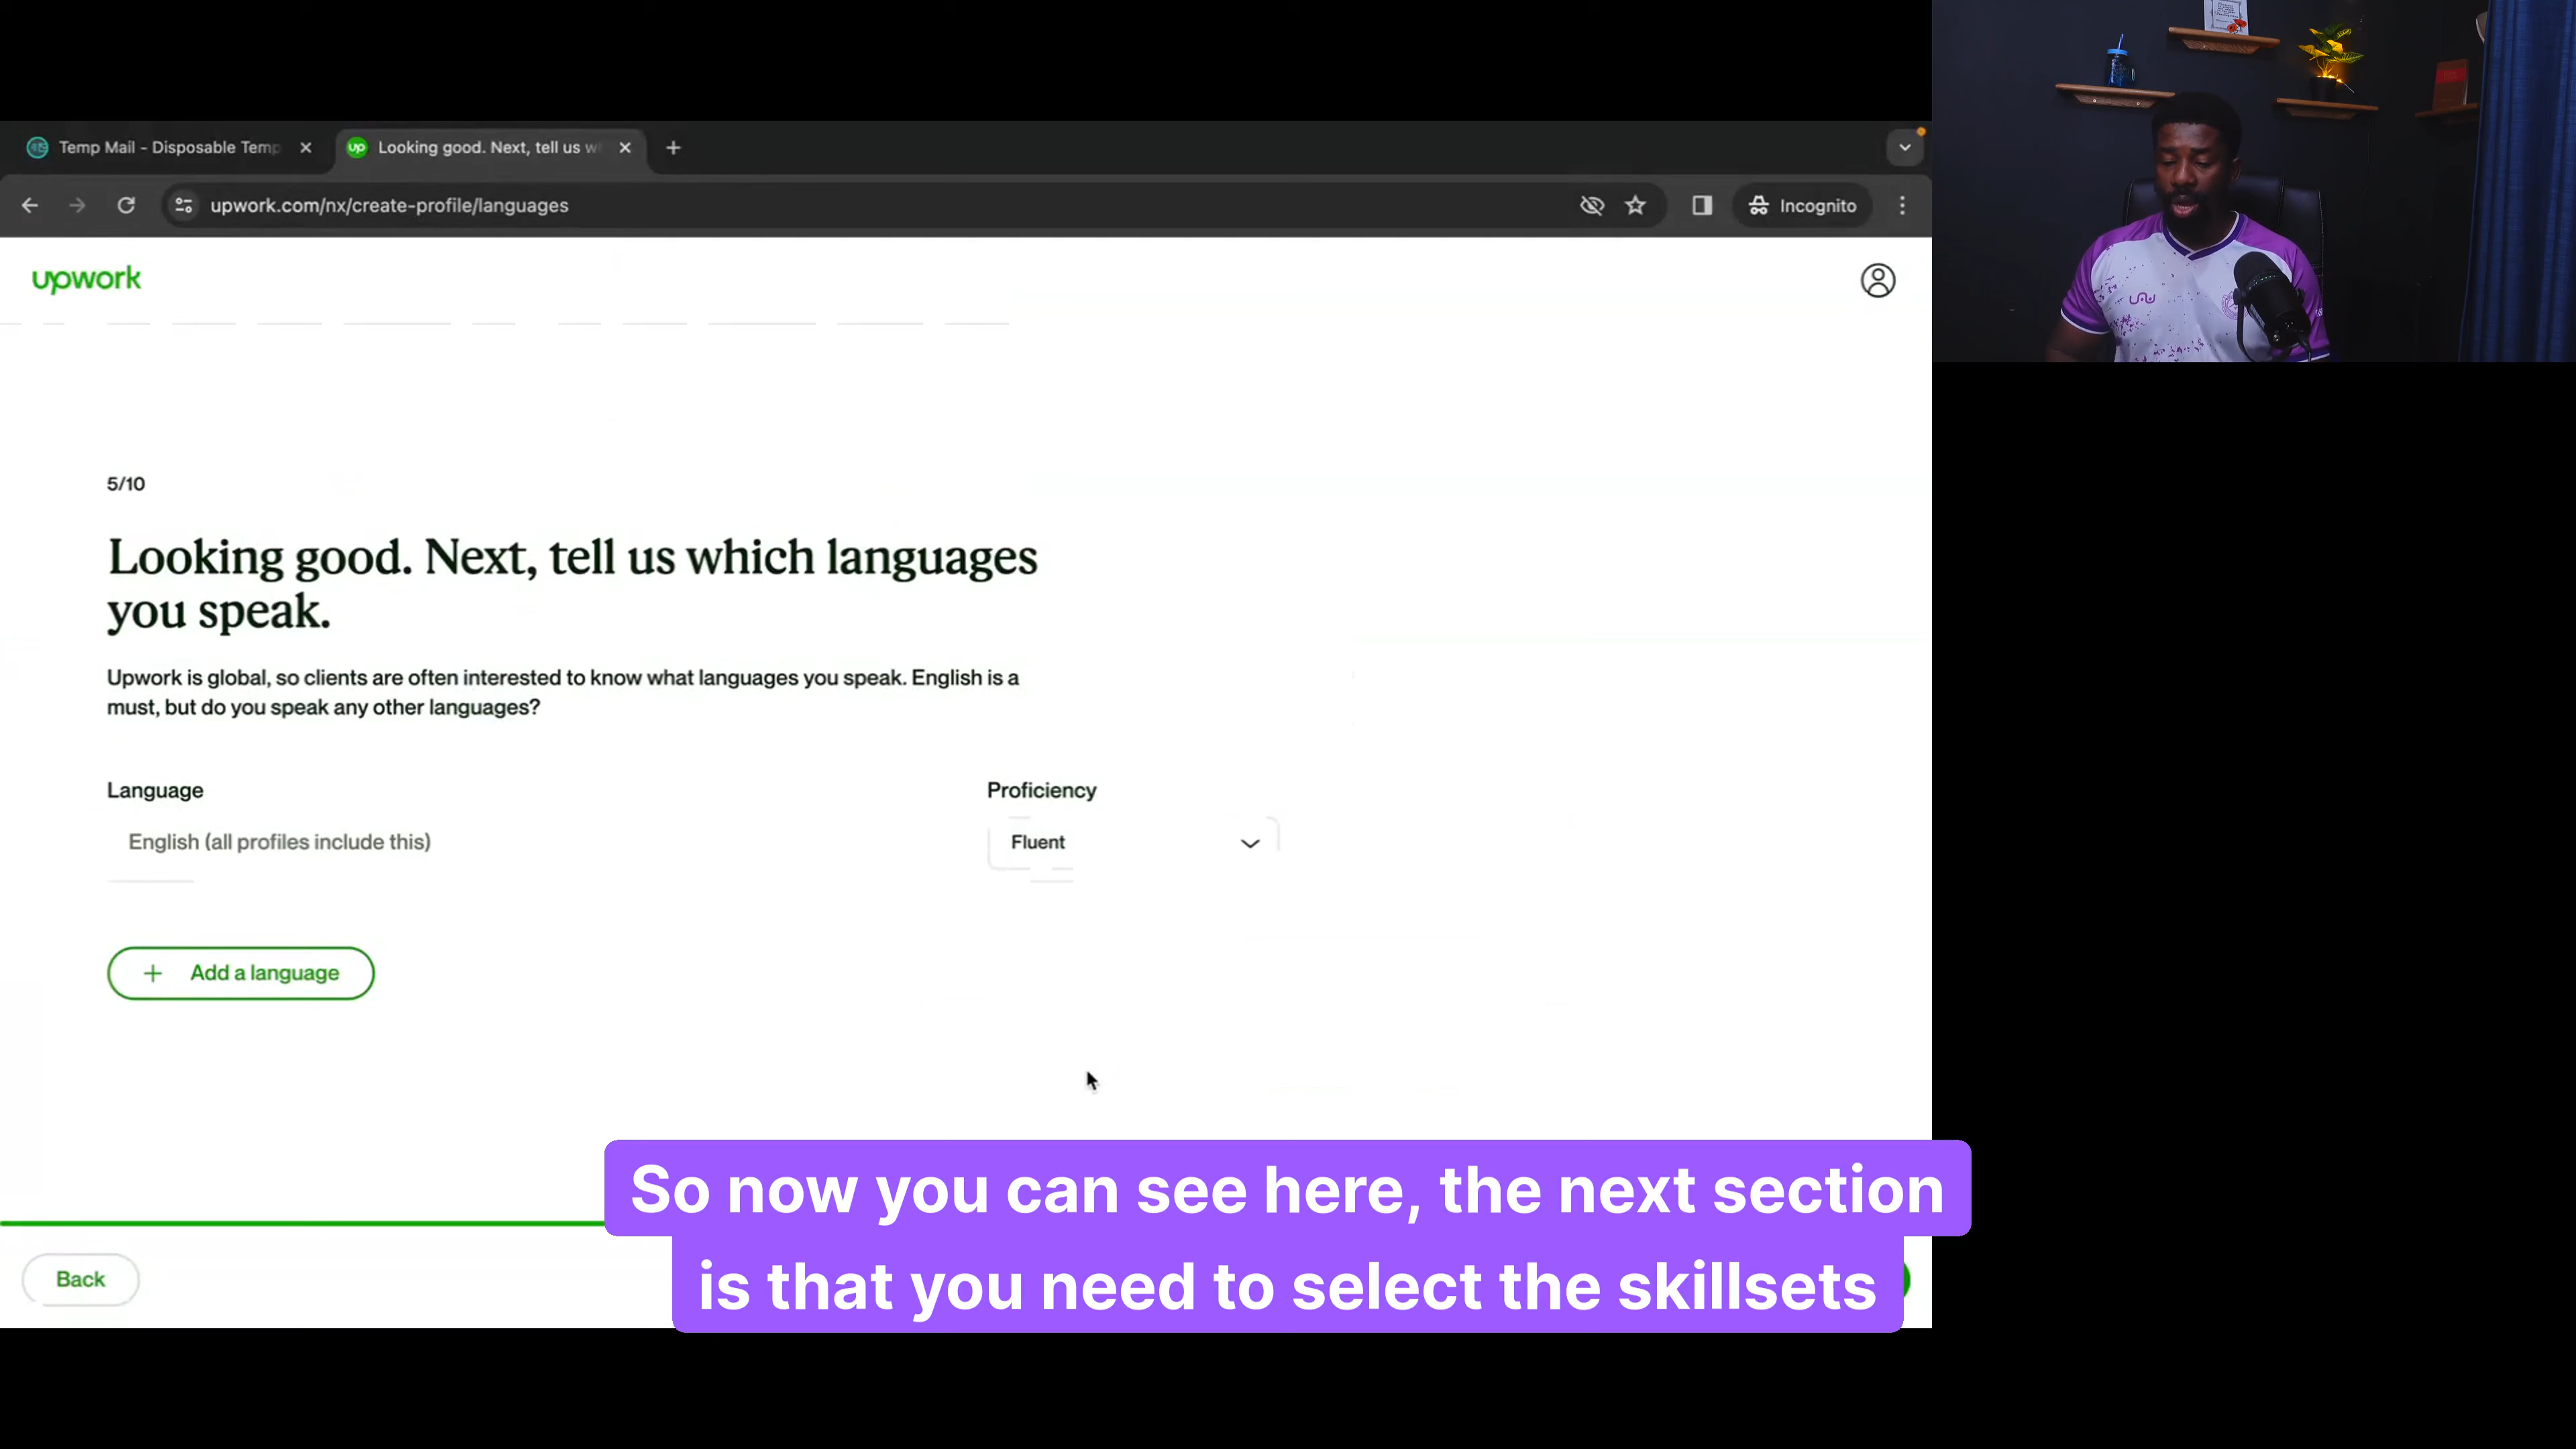 Temp Mail - Disposable Temp
Looking good. Next, tell us w
upwork.com/nx/create-profile/languages
Incognito
upwork
5/10
Looking good. Next, tell us which languages
you speak.
Upwork is global, so clients are often interested to know what languages you speak. English is a
must, but do you speak any other languages?
Language
Proficiency
English (all profiles include this)
Fluent
+ Add a language
So now you can see here, the next section
is that you need to select the skillsets
Back